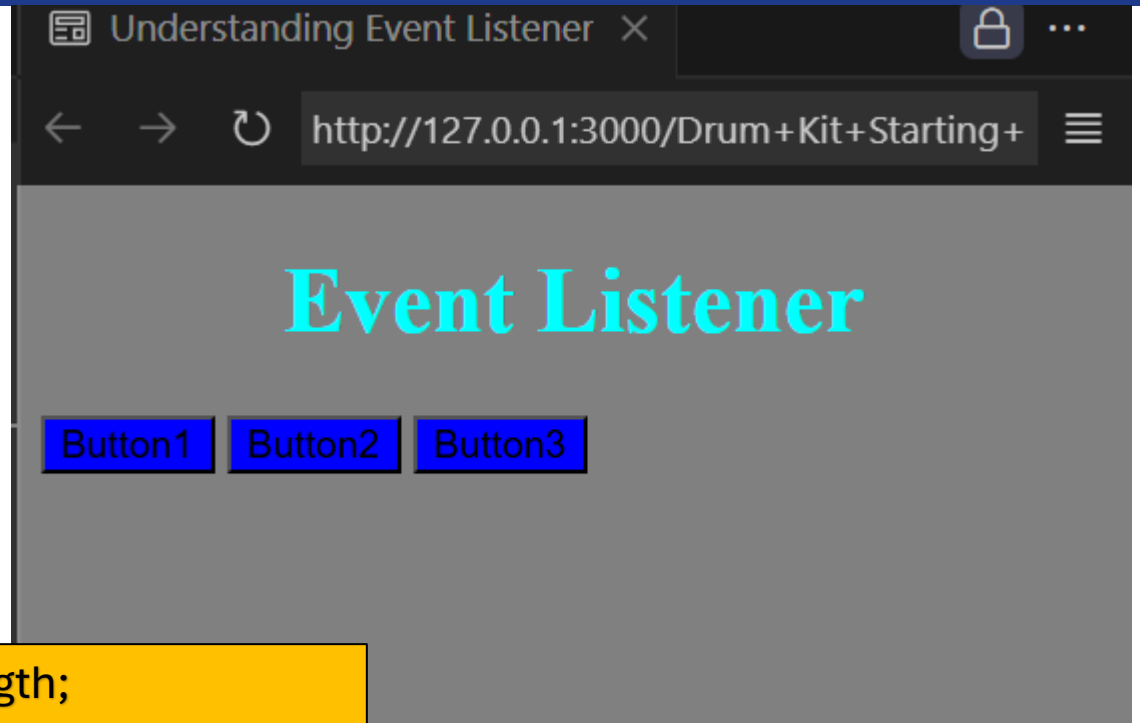 Understanding Event Listener
http://127.0.0.1:3000/Drum+Kit+Starting+
Event Listener
Button1 Button2 Button3
gth;